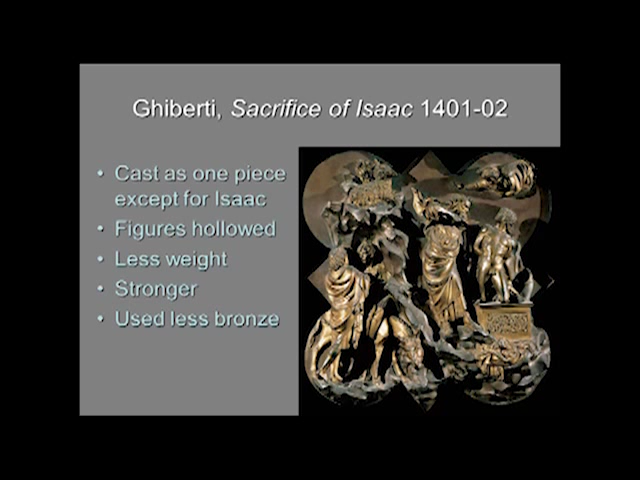 Ghiberti, Sacrifice of Isaac 1401-02
• Cast as one piece
except for Isaac
• Figures hollowed
• Less weight
• Stronger
• Used less bronze